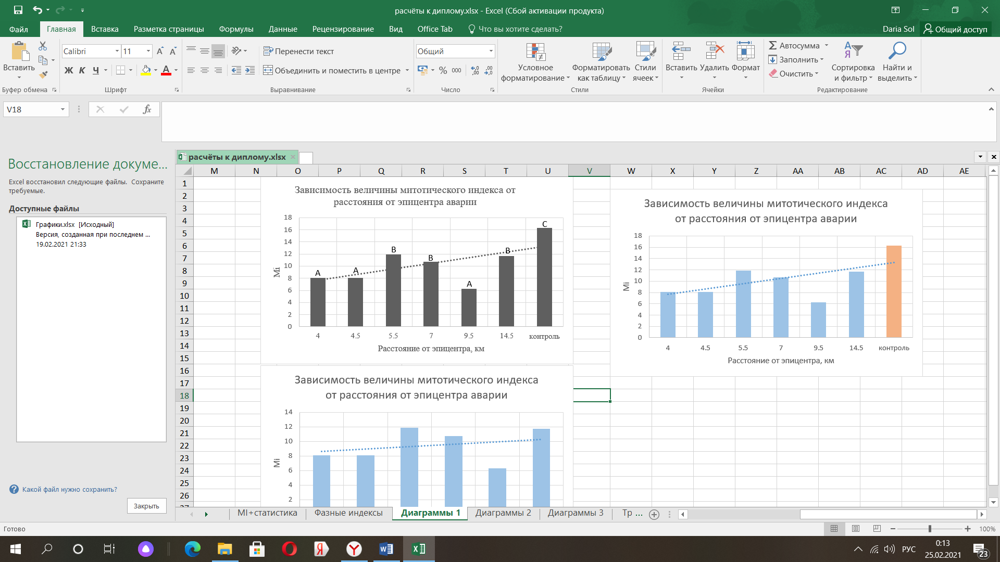 расчёты к диплому.xlsx - Excel (Сбой активации продукта)
Файл Главная Вставка Разметка страницы Формулы Данные Рецензирование Вид Office Tab Что вы хотите сделать? Daria Sol Общий доступ
Вставить
Буфер обмена
Calibri 11
Ж К Ч
Шрифт
Перенести текст
Объединить и поместить в центре
Выравнивание
Общий
% 000
Число
Условное форматирование
Форматировать как таблицу
Стили ячеек
Стили
Вставить Удалить Формат
Ячейки
Автосумма
Заполнить
Очистить
Сортировка и фильтр
Найти и выделить
Редактирование
V18 fx
Восстановление докуме...
Excel восстановил следующие файлы. Сохраните
требуемые.
Доступные файлы
Графики.xlsx [Исходный]
Версия, созданная при последнем ...
19.02.2021 21:33
Какой файл нужно сохранить?
Закрыть
расчёты к диплому.xlsx
M N O P Q R S T U V W X Y Z AA AB AC AD AE
1
2
3
4
5
6
7
8
9
10
11
12
13
14
15
16
17
18
19
20
21
22
23
24
25
26
27
Зависимость величины митотического индекса от
расстояния от эпицентра аварии
18
16
14
12
10
8
6
4
2
0
Mi
A A B B A B C
4 4.5 5.5 7 9.5 14.5 контроль
Расстояние от эпицентра, км
Зависимость величины митотического индекса
от расстояния от эпицентра аварии
18
16
14
12
10
8
6
4
2
0
Mi
4 4.5 5.5 7 9.5 14.5 контроль
Расстояние от эпицентра, км
Зависимость величины митотического индекса
от расстояния от эпицентра аварии
14
12
10
8
6
4
2
Mi
MI+статистика Фазные индексы Диаграммы 1 Диаграммы 2 Диаграммы 3 Тр ...
Готово 100%
РУС 0:13
25.02.2021
23